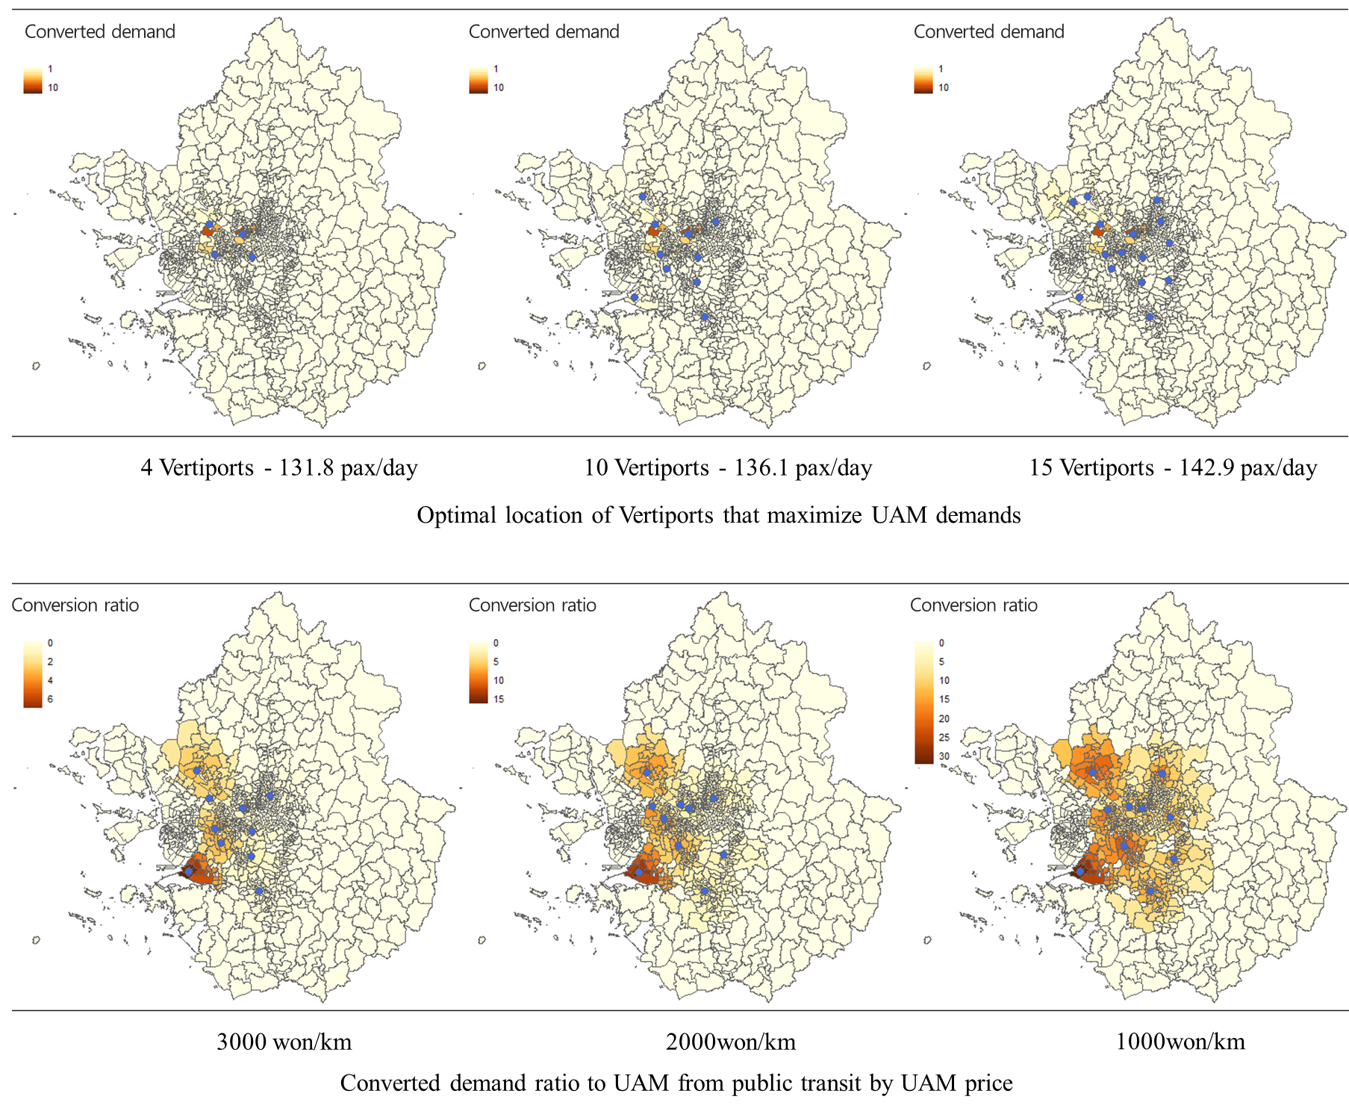 Converted demand
1
10
Converted demand
1
10
Converted demand
1
10
4 Vertiports - 131.8 pax/day
10 Vertiports - 136.1 pax/day
15 Vertiports - 142.9 pax/day
Optimal location of Vertiports that maximize UAM demands
Conversion ratio
0
2
4
6
Conversion ratio
0
5
10
15
Conversion ratio
0
5
10
15
20
25
30
3000 won/km
2000won/km
1000won/km
Converted demand ratio to UAM from public transit by UAM price